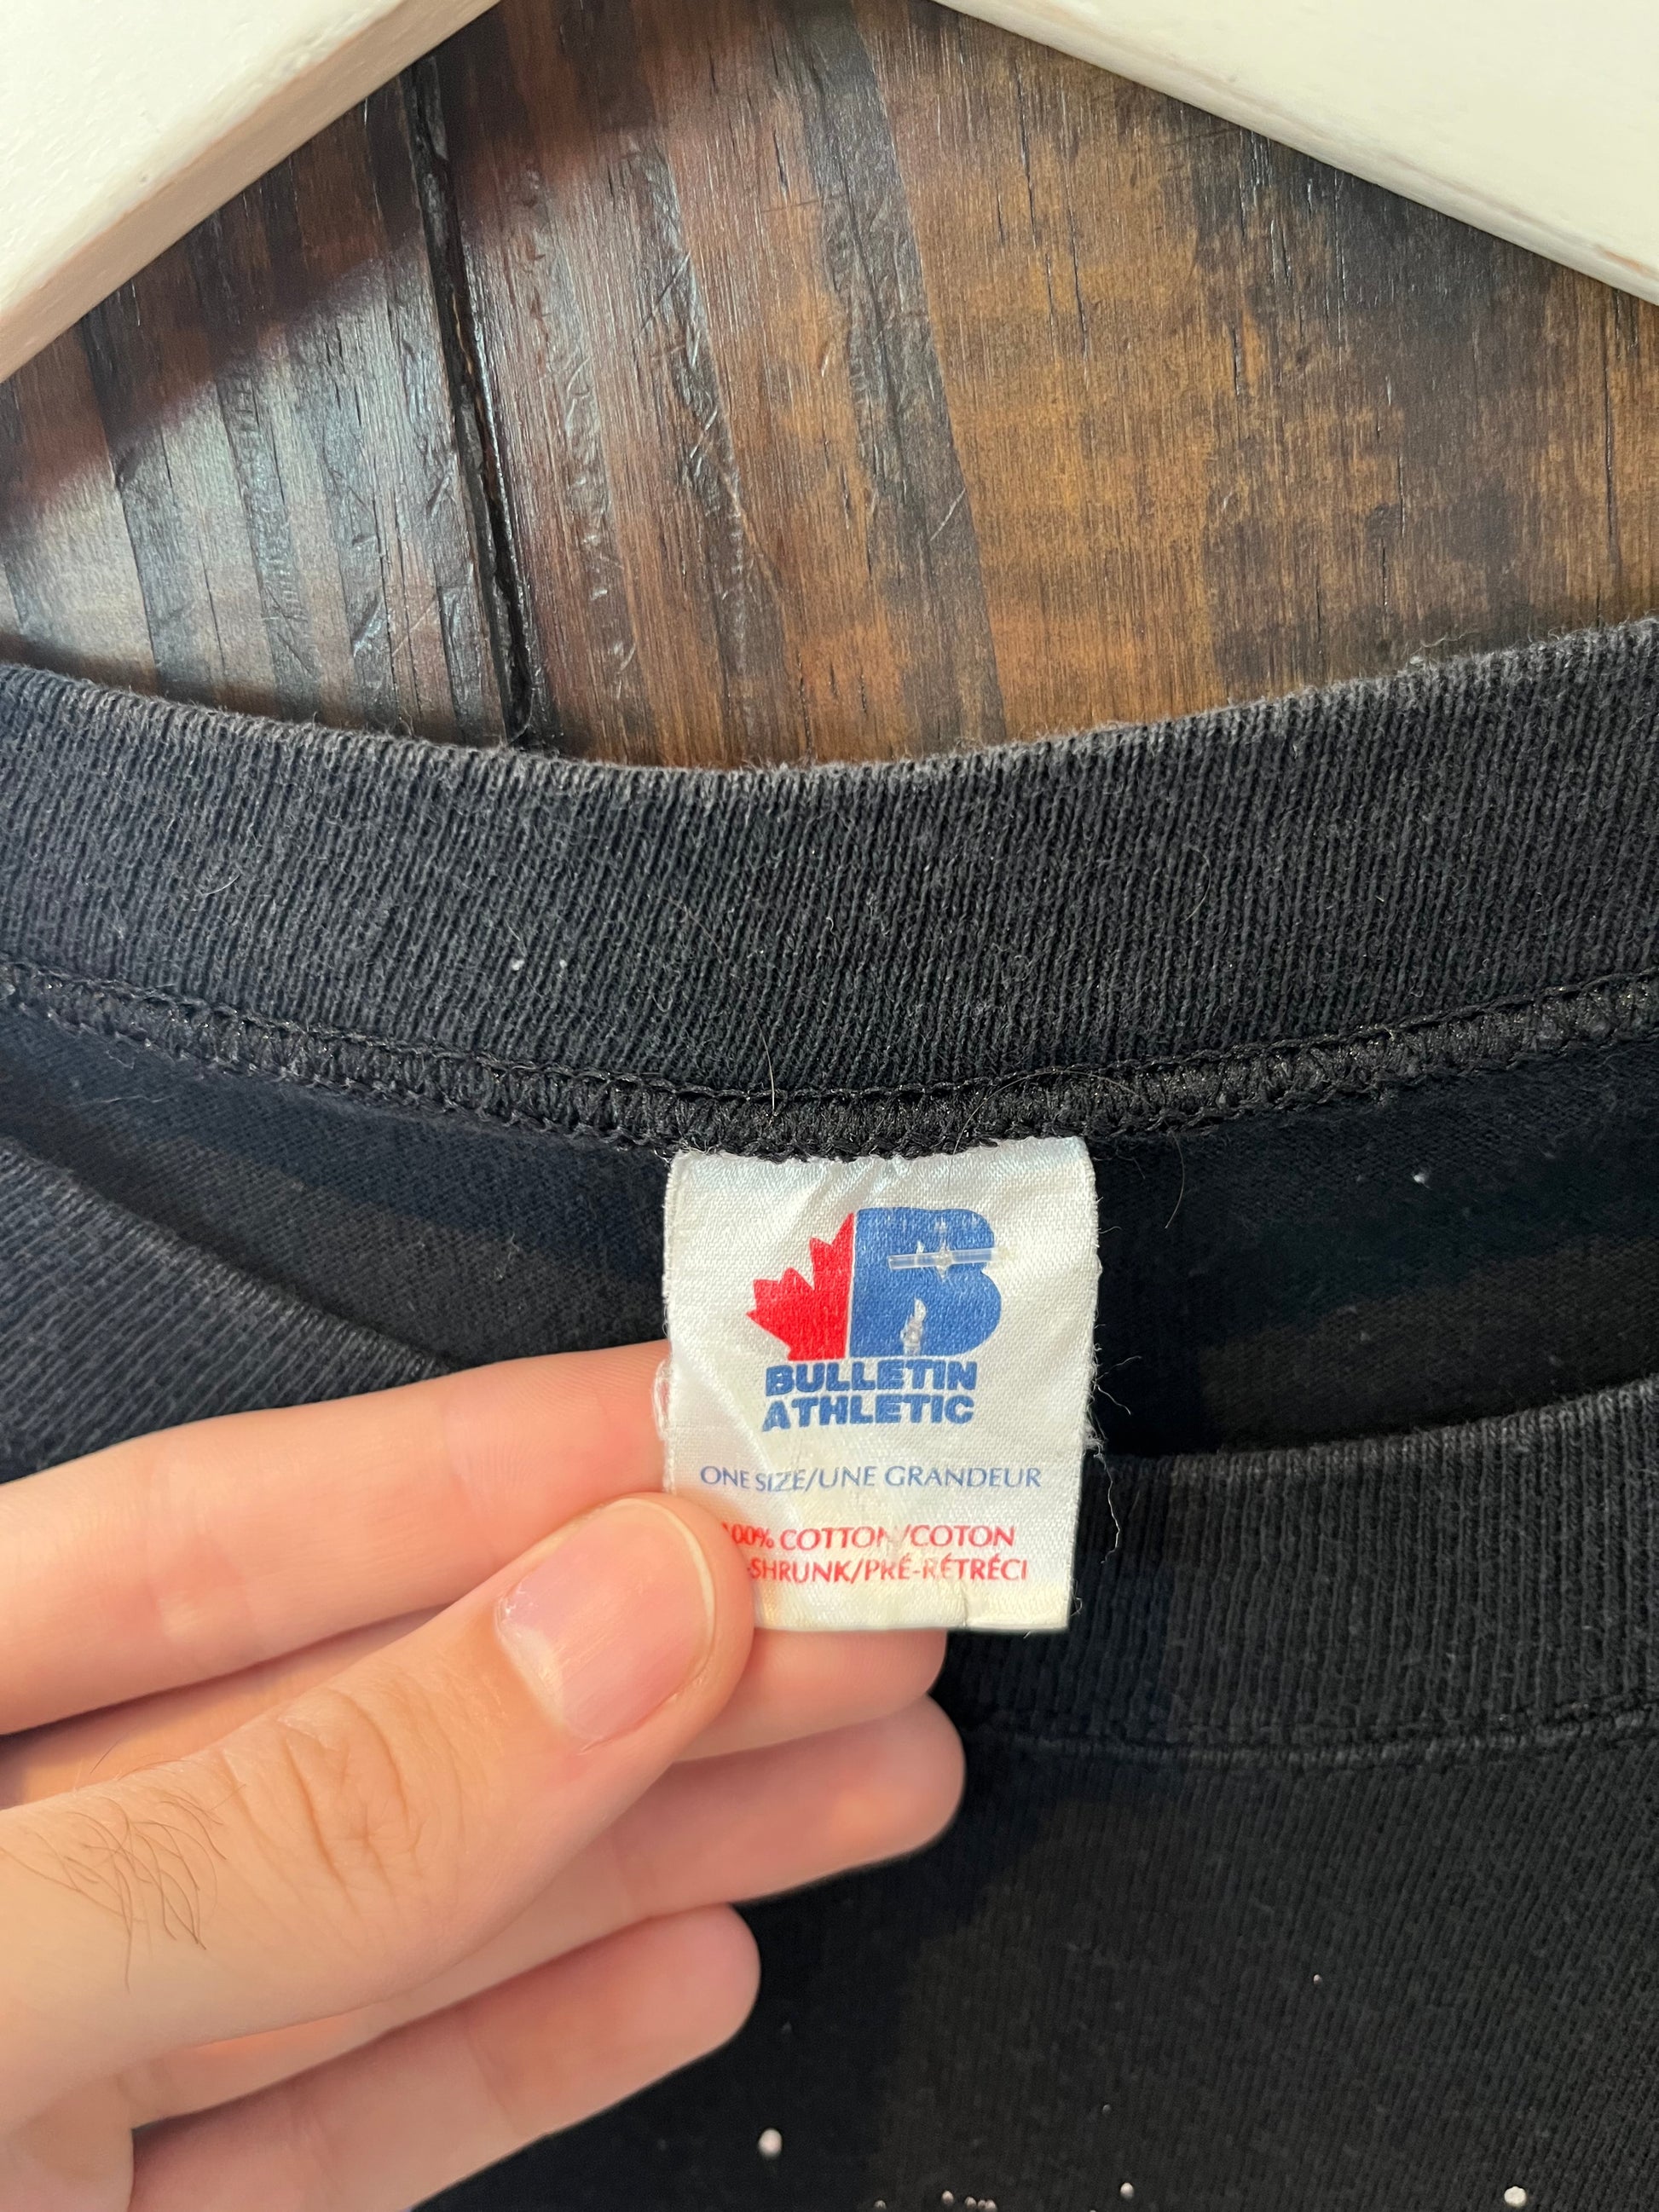 B
BULLETIN
ATHLETIC
ONE SIZE/UNE GRANDEUR
00% COTTON/COTON
-SHRUNK/PRÉ-RÉTRÉCI